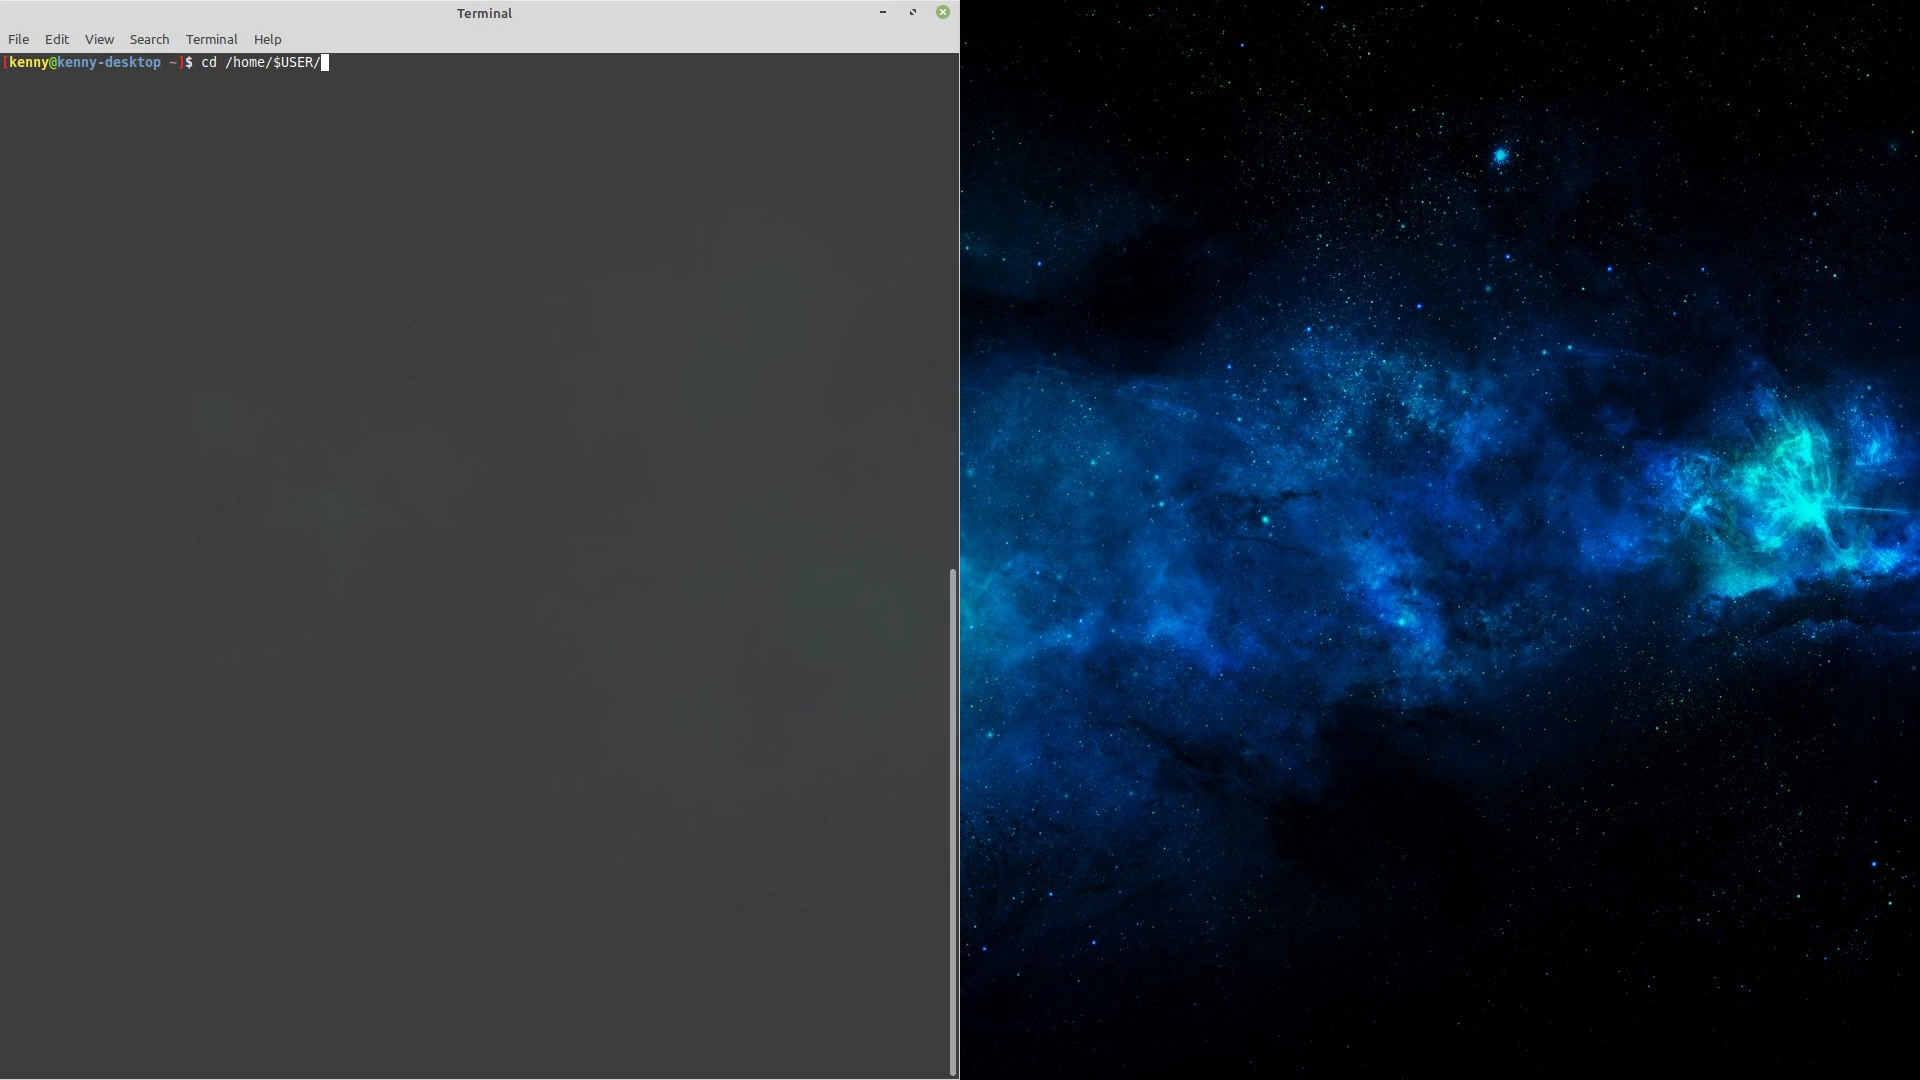 Terminal
File Edit View Search Terminal Help
[kenny@kenny-desktop ~]$ cd /home/$USER/